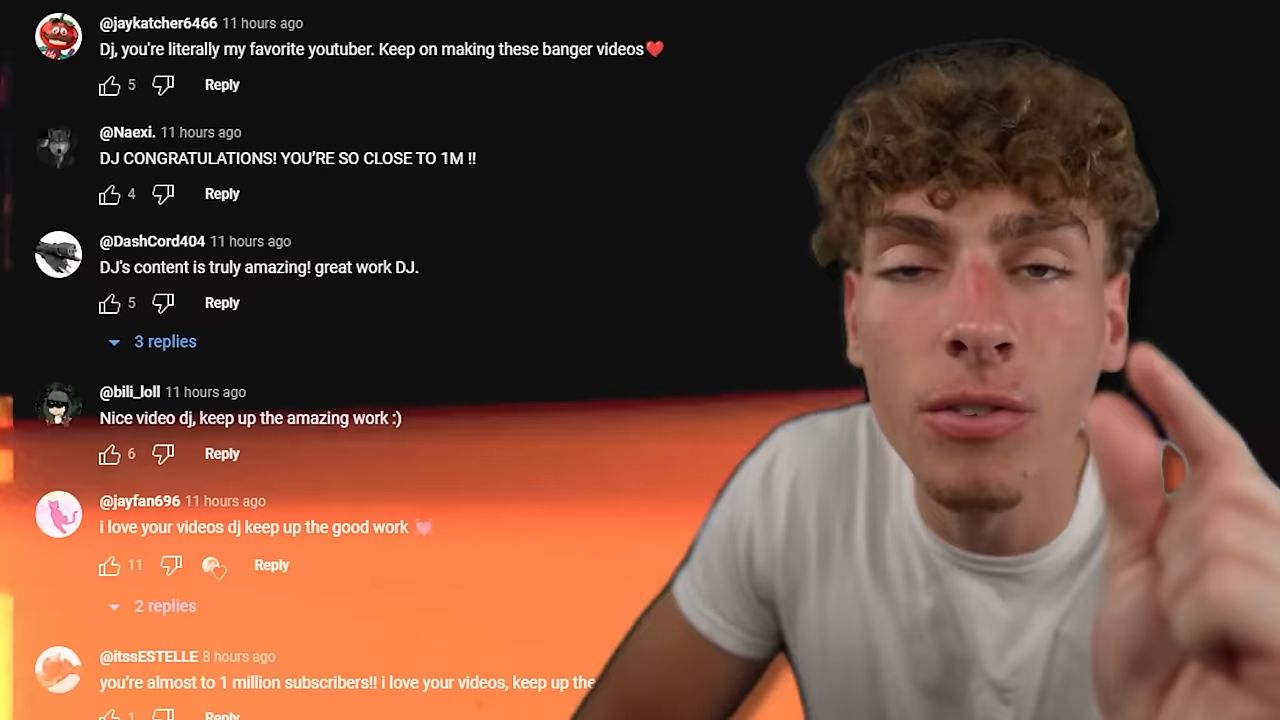 @jaykatcher6466 11 hours ago
Dj, you're literally my favorite youtuber. Keep on making these banger videos❤️
5 Reply
@Naexi. 11 hours ago
DJ CONGRATULATIONS! YOU'RE SO CLOSE TO 1M !!
4 Reply
@DashCord404 11 hours ago
DJ's content is truly amazing! great work DJ.
5 Reply
3 replies
@bili_loll 11 hours ago
Nice video dj, keep up the amazing work :)
6 Reply
@jayfan696 11 hours ago
i love your videos dj keep up the good work 💓
11 Reply
2 replies
@itssESTELLE 8 hours ago
you're almost to 1 million subscribers!! i love your videos, keep up the
1 Reply